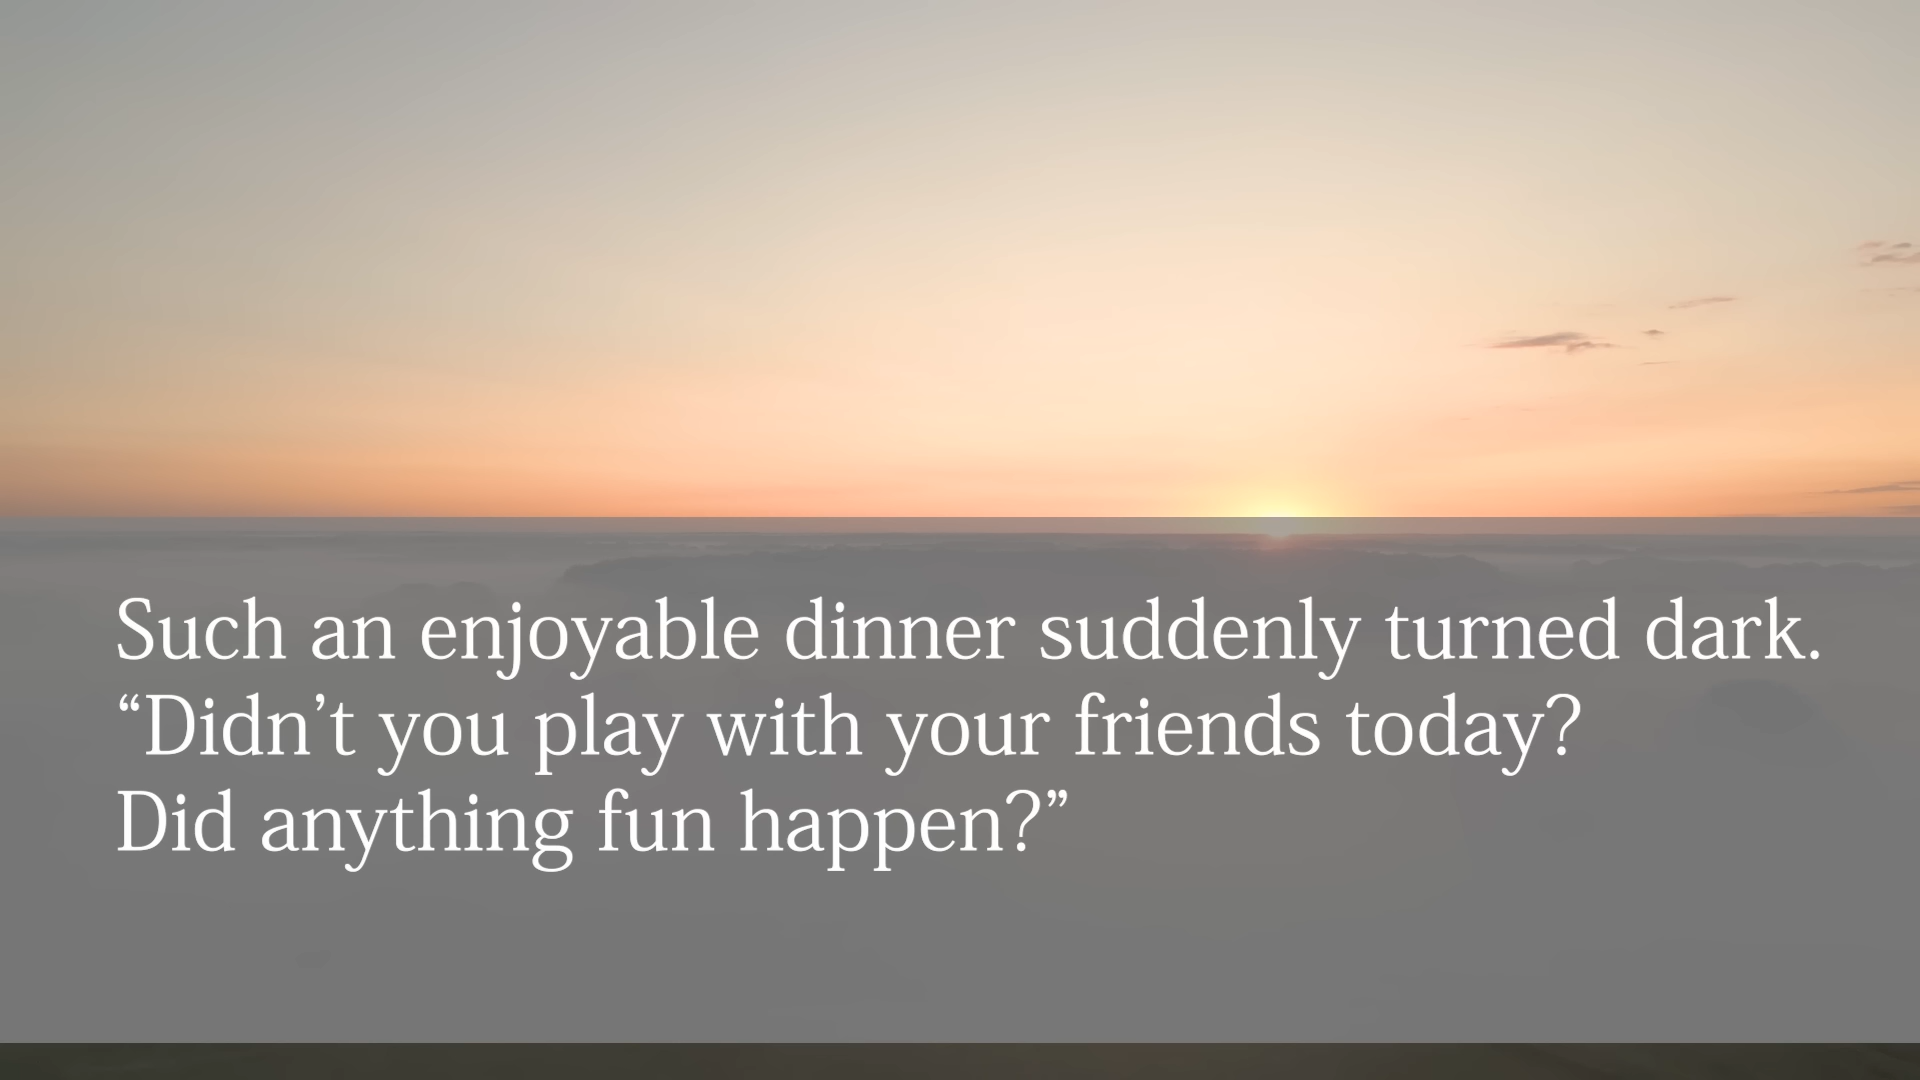 Such an enjoyable dinner suddenly turned dark.
“Didn’t you play with your friends today?
Did anything fun happen?”